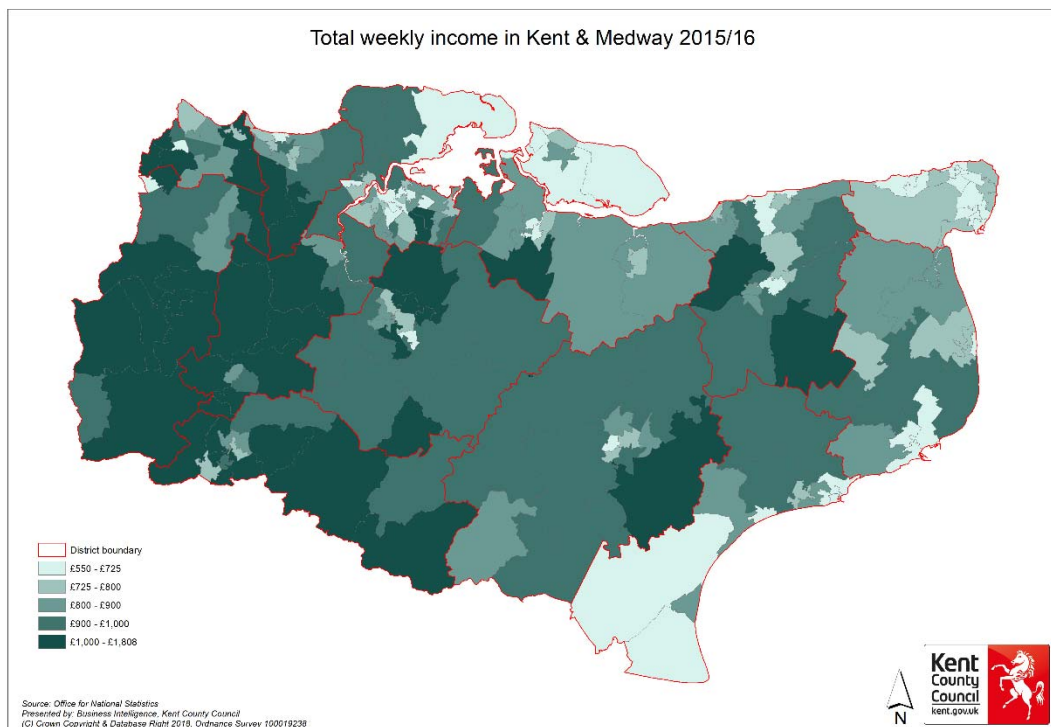 Total weekly income in Kent & Medway 2015/16
District boundary
£550 - £725
£725 - £800
£800 - £900
£900 - £1,000
£1,000 - £1,808
Source: Office for National Statistics
Presented by: Business Intelligence, Kent County Council
(C) Crown Copyright & Database Right 2018, Ordnance Survey 100019238
N
Kent
County
Council
kent.gov.uk